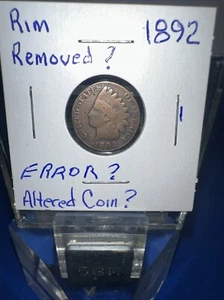 Rim
Removed?
1892
ERROR?
Altered Coin?